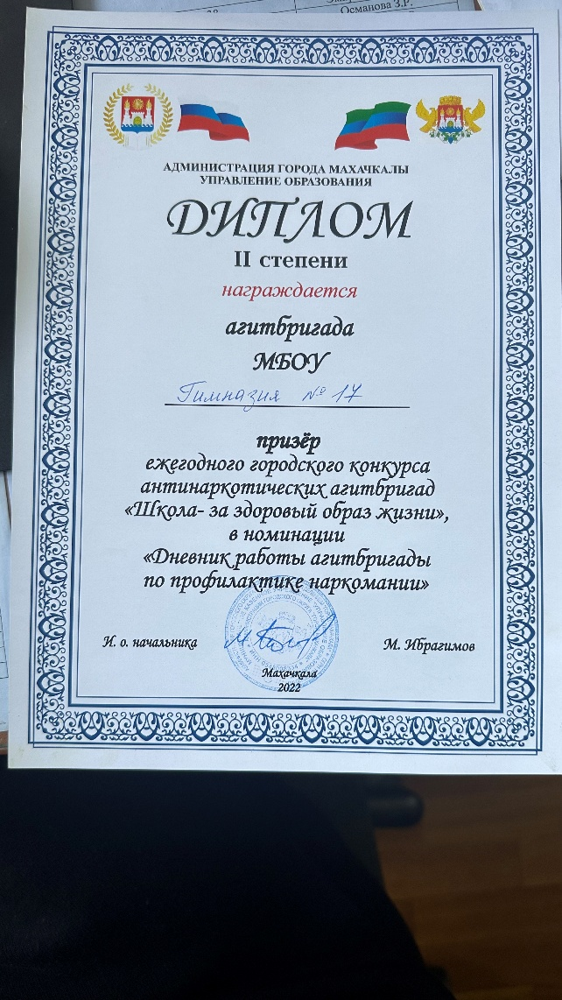 Османова З.Р.
АДМИНИСТРАЦИЯ ГОРОДА МАХАЧКАЛЫ
УПРАВЛЕНИЕ ОБРАЗОВАНИЯ
ДИПЛОМ
II степени
награждается
агитбригада
МБОУ
Гимназия № 17
призёр
ежегодного городского конкурса
антинаркотических агитбригад
«Школа- за здоровый образ жизни»,
в номинации
«Дневник работы агитбригады
по профилактике наркомании»
И. о. начальника
М. Ибрагимов
Махачкала
2022